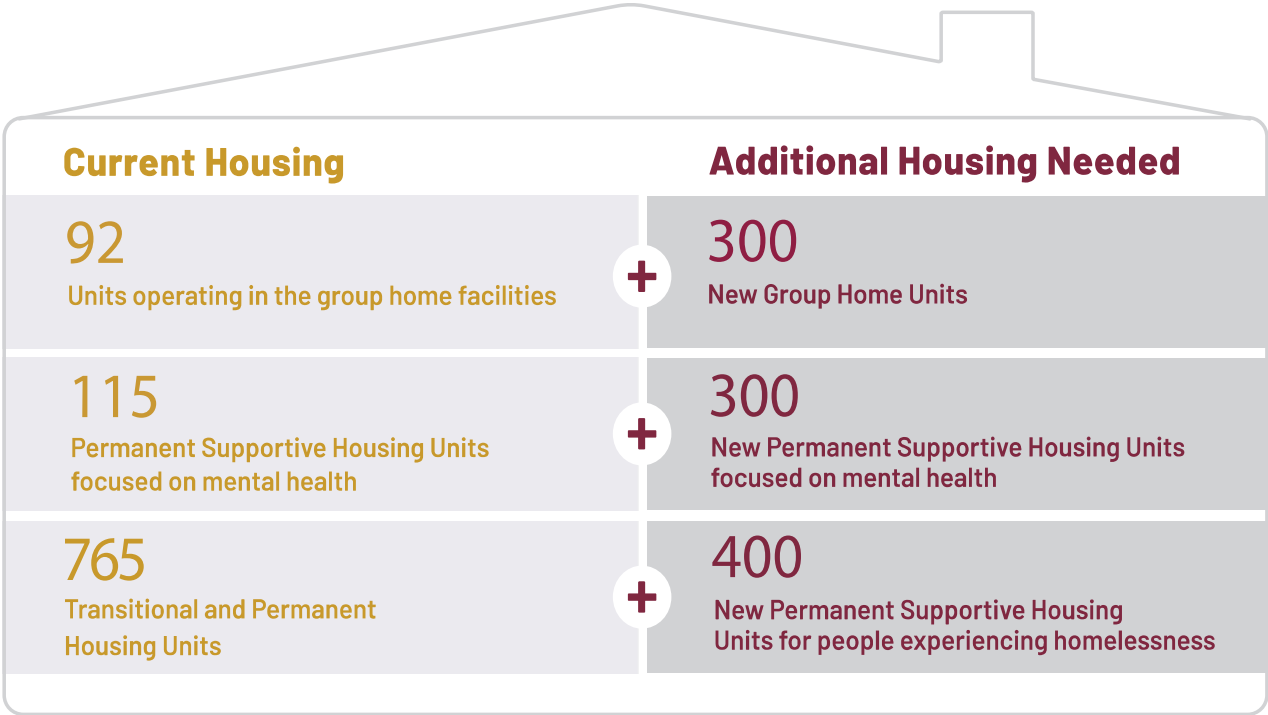 Current Housing
Additional Housing Needed
92
Units operating in the group home facilities
+
300
New Group Home Units
115
Permanent Supportive Housing Units
focused on mental health
+
300
New Permanent Supportive Housing Units
focused on mental health
765
Transitional and Permanent
Housing Units
+
400
New Permanent Supportive Housing
Units for people experiencing homelessness